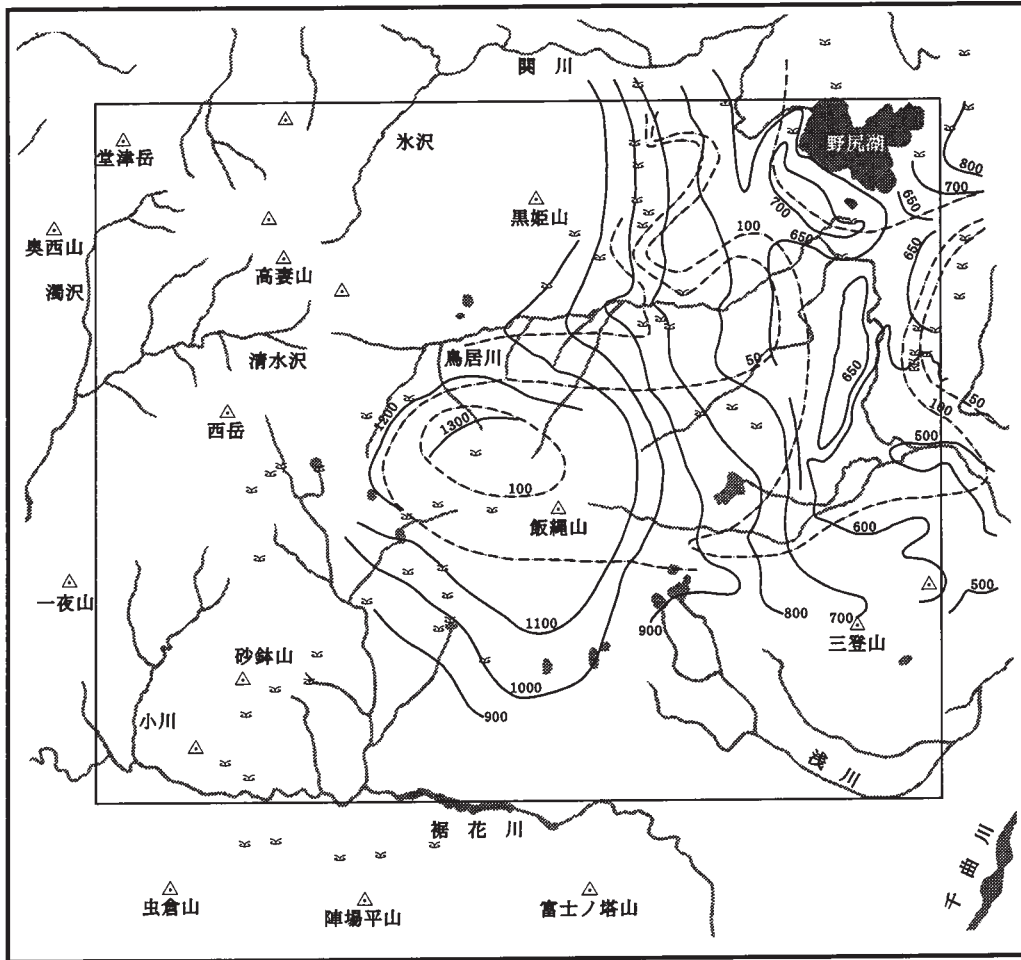 関川
野尻湖
堂津岳
氷沢
800
700
黒姫山
650
700
奥西山
100
650
650
高妻山
濁沢
清水沢
鳥居川
50
650
西岳
1200
1300
100
50
500
100
飯縄山
600
一夜山
500
1100
800
700
900
三登山
砂鉢山
1000
小川
900
浅川
裾花川
千曲川
虫倉山
陣場平山
富士ノ塔山